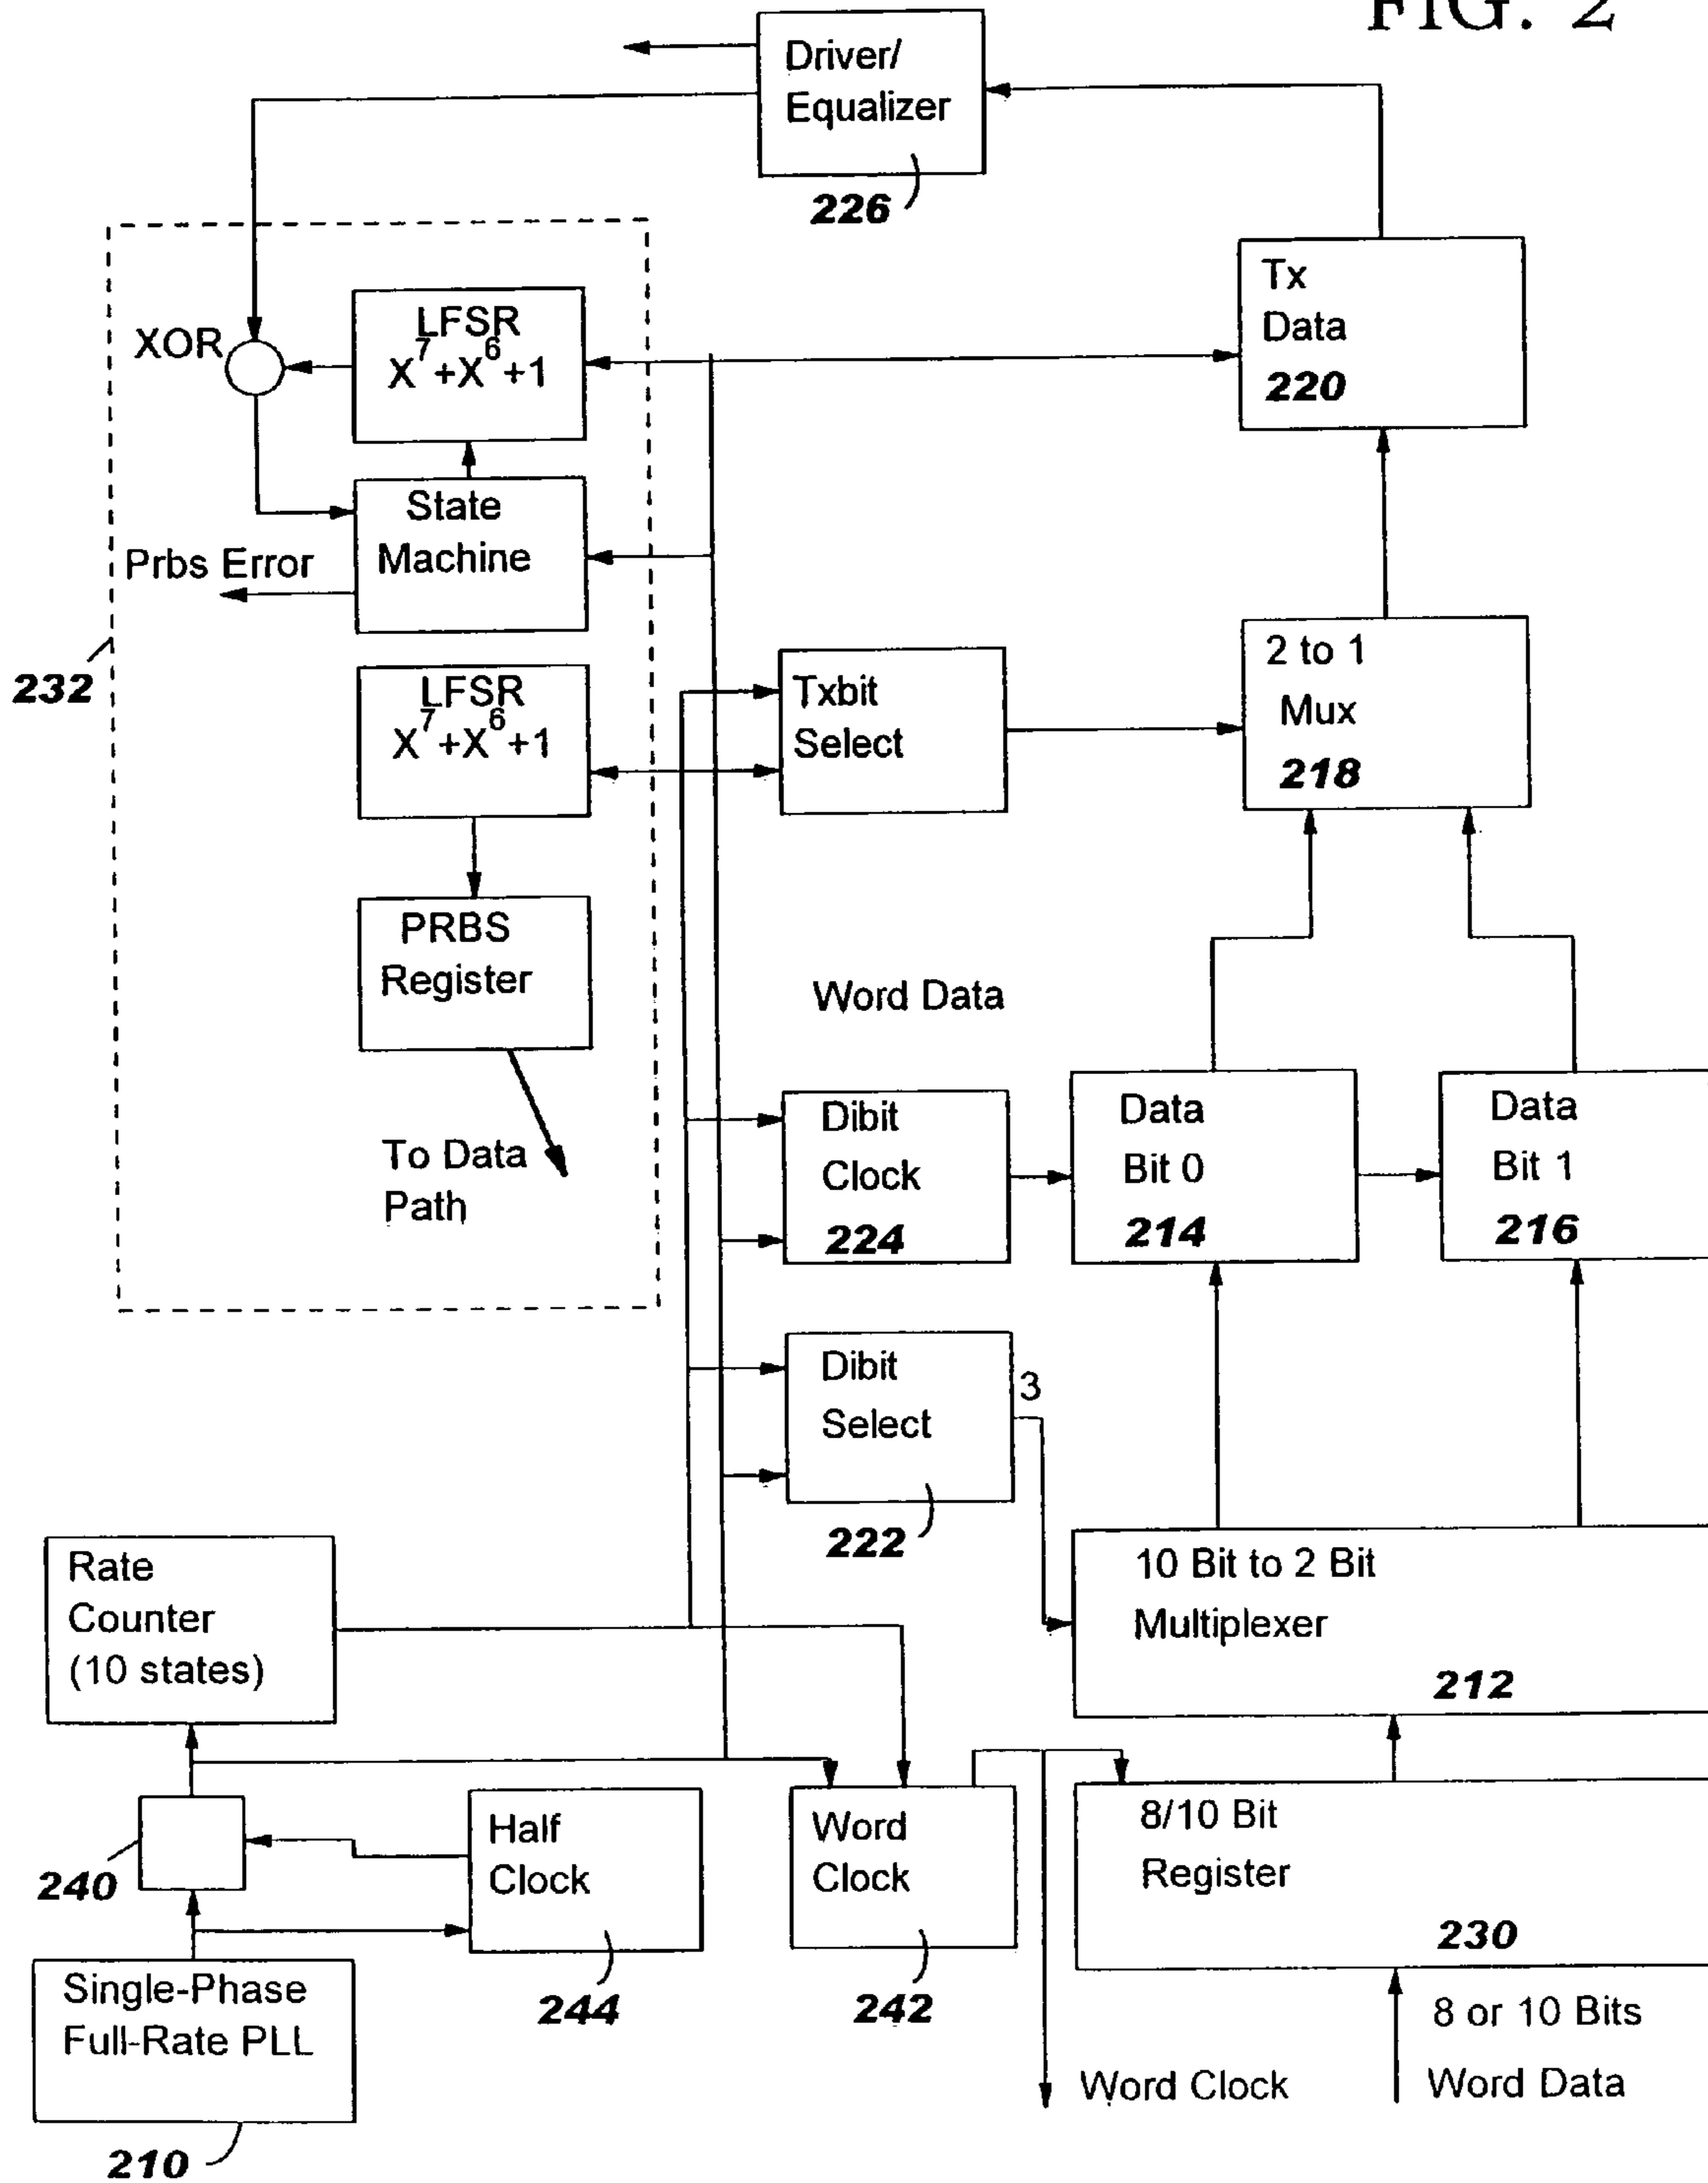 FIG. 2
Driver/
Equalizer
226
Tx
Data
220
XOR
LFSR
X^7+X^6+1
State
Machine
Prbs Error
232
LFSR
X^7+X^6+1
Txbit
Select
2 to 1
Mux
218
PRBS
Register
Word Data
To Data
Path
Dibit
Clock
224
Data
Bit 0
214
Data
Bit 1
216
Dibit
Select
222
3
10 Bit to 2 Bit
Multiplexer
212
Rate
Counter
(10 states)
240
Half
Clock
244
Word
Clock
242
8/10 Bit
Register
230
Single-Phase
Full-Rate PLL
210
Word Clock
8 or 10 Bits
Word Data